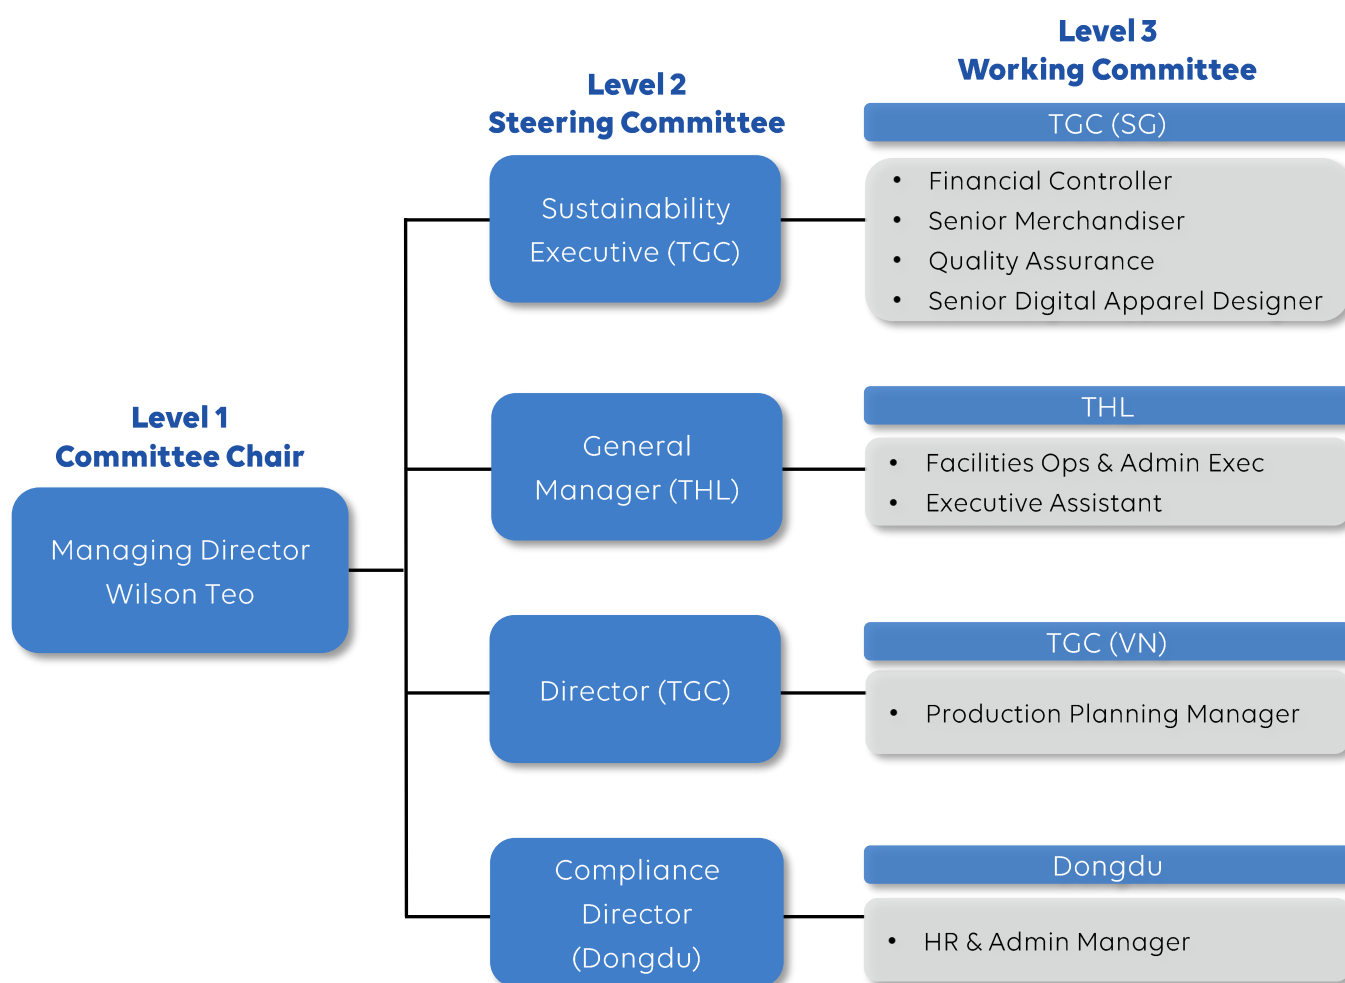 Level 1
Committee Chair
Managing Director
Wilson Teo
Level 2
Steering Committee
Sustainability
Executive (TGC)
General
Manager (THL)
Director (TGC)
Compliance
Director
(Dongdu)
Level 3
Working Committee
TGC (SG)
• Financial Controller
• Senior Merchandiser
• Quality Assurance
• Senior Digital Apparel Designer
THL
• Facilities Ops & Admin Exec
• Executive Assistant
TGC (VN)
• Production Planning Manager
Dongdu
• HR & Admin Manager